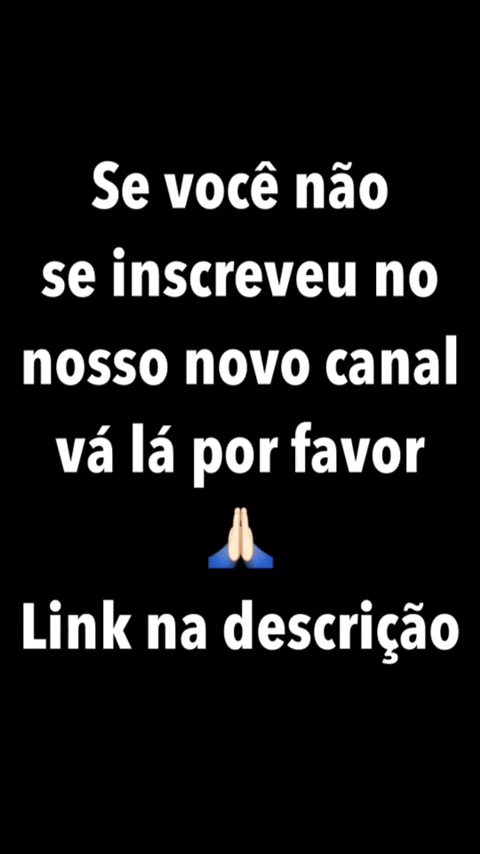 Se você não
se inscreveu no
nosso novo canal
vá lá por favor
🙏🏻
Link na descrição